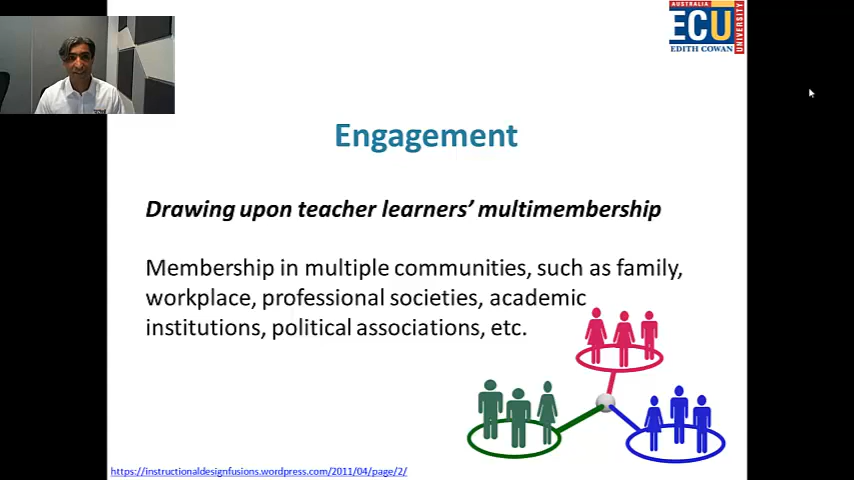 AUSTRALIA
ECU
EDITH COWAN
UNIVERSITY
Engagement
Drawing upon teacher learners' multimembership
Membership in multiple communities, such as family,
workplace, professional societies, academic
institutions, political associations, etc.
https://instructionaldesignfusions.wordpress.com/2011/04/page/2/